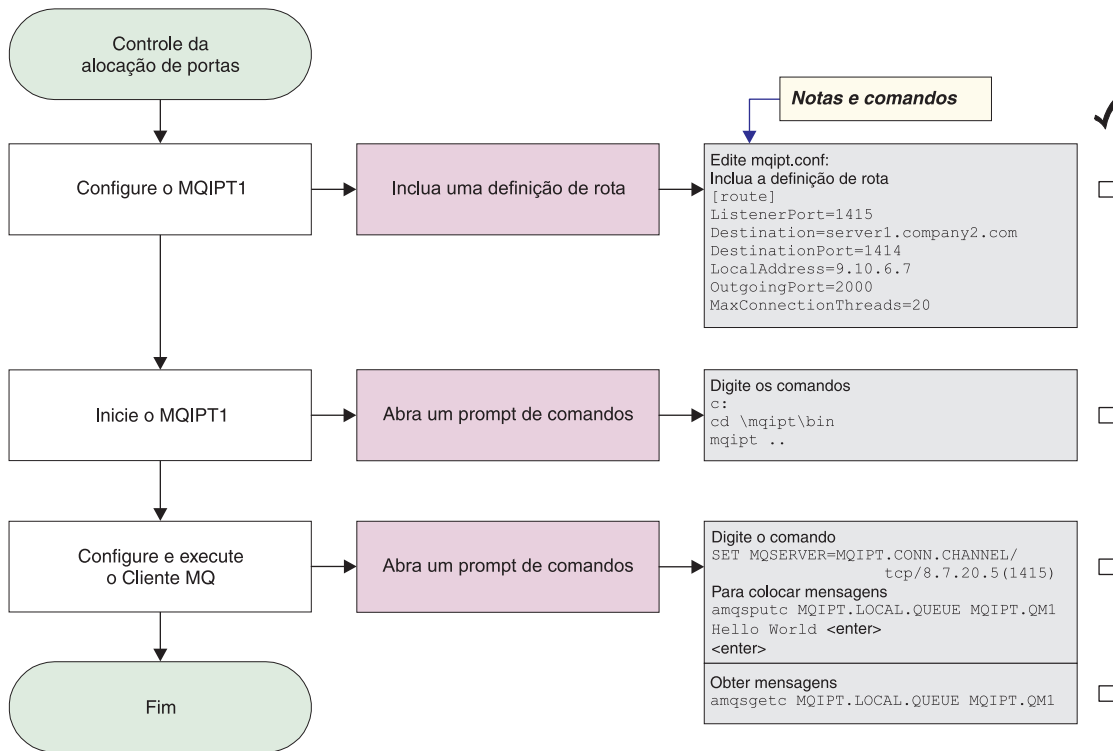 Controle da
alocação de portas
Notas e comandos
Configure o MQIPT1
Inclua uma definição de rota
Edite mqipt.conf:
Inclua a definição de rota
[route]
ListenerPort=1415
Destination=server1.company2.com
DestinationPort=1414
LocalAddress=9.10.6.7
OutgoingPort=2000
MaxConnectionThreads=20
Inicie o MQIPT1
Abra um prompt de comandos
Digite os comandos
c:
cd \mqipt\bin
mqipt ..
Configure e execute
o Cliente MQ
Abra um prompt de comandos
Digite o comando
SET MQSERVER=MQIPT.CONN.CHANNEL/
tcp/8.7.20.5(1415)
Para colocar mensagens
amqsputc MQIPT.LOCAL.QUEUE MQIPT.QM1
Hello World <enter>
<enter>
Obter mensagens
amqsgetc MQIPT.LOCAL.QUEUE MQIPT.QM1
Fim